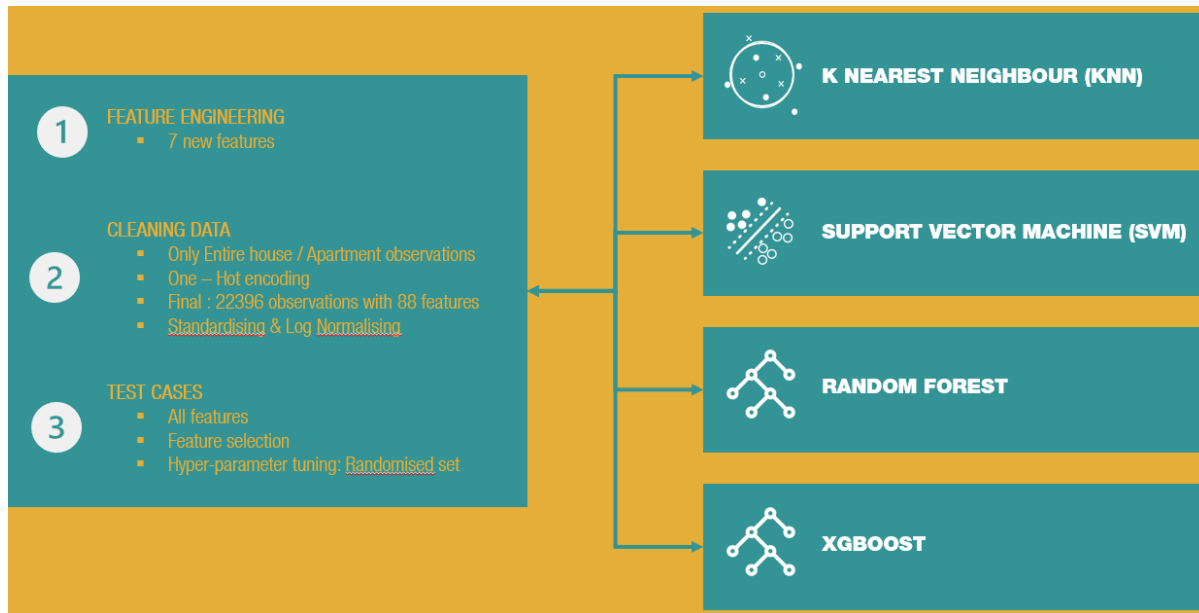 1
FEATURE ENGINEERING
▪ 7 new features
2
CLEANING DATA
▪ Only Entire house / Apartment observations
▪ One – Hot encoding
▪ Final : 22396 observations with 88 features
▪ Standardising & Log Normalising
3
TEST CASES
▪ All features
▪ Feature selection
▪ Hyper-parameter tuning: Randomised set
K NEAREST NEIGHBOUR (KNN)
SUPPORT VECTOR MACHINE (SVM)
RANDOM FOREST
XGBOOST